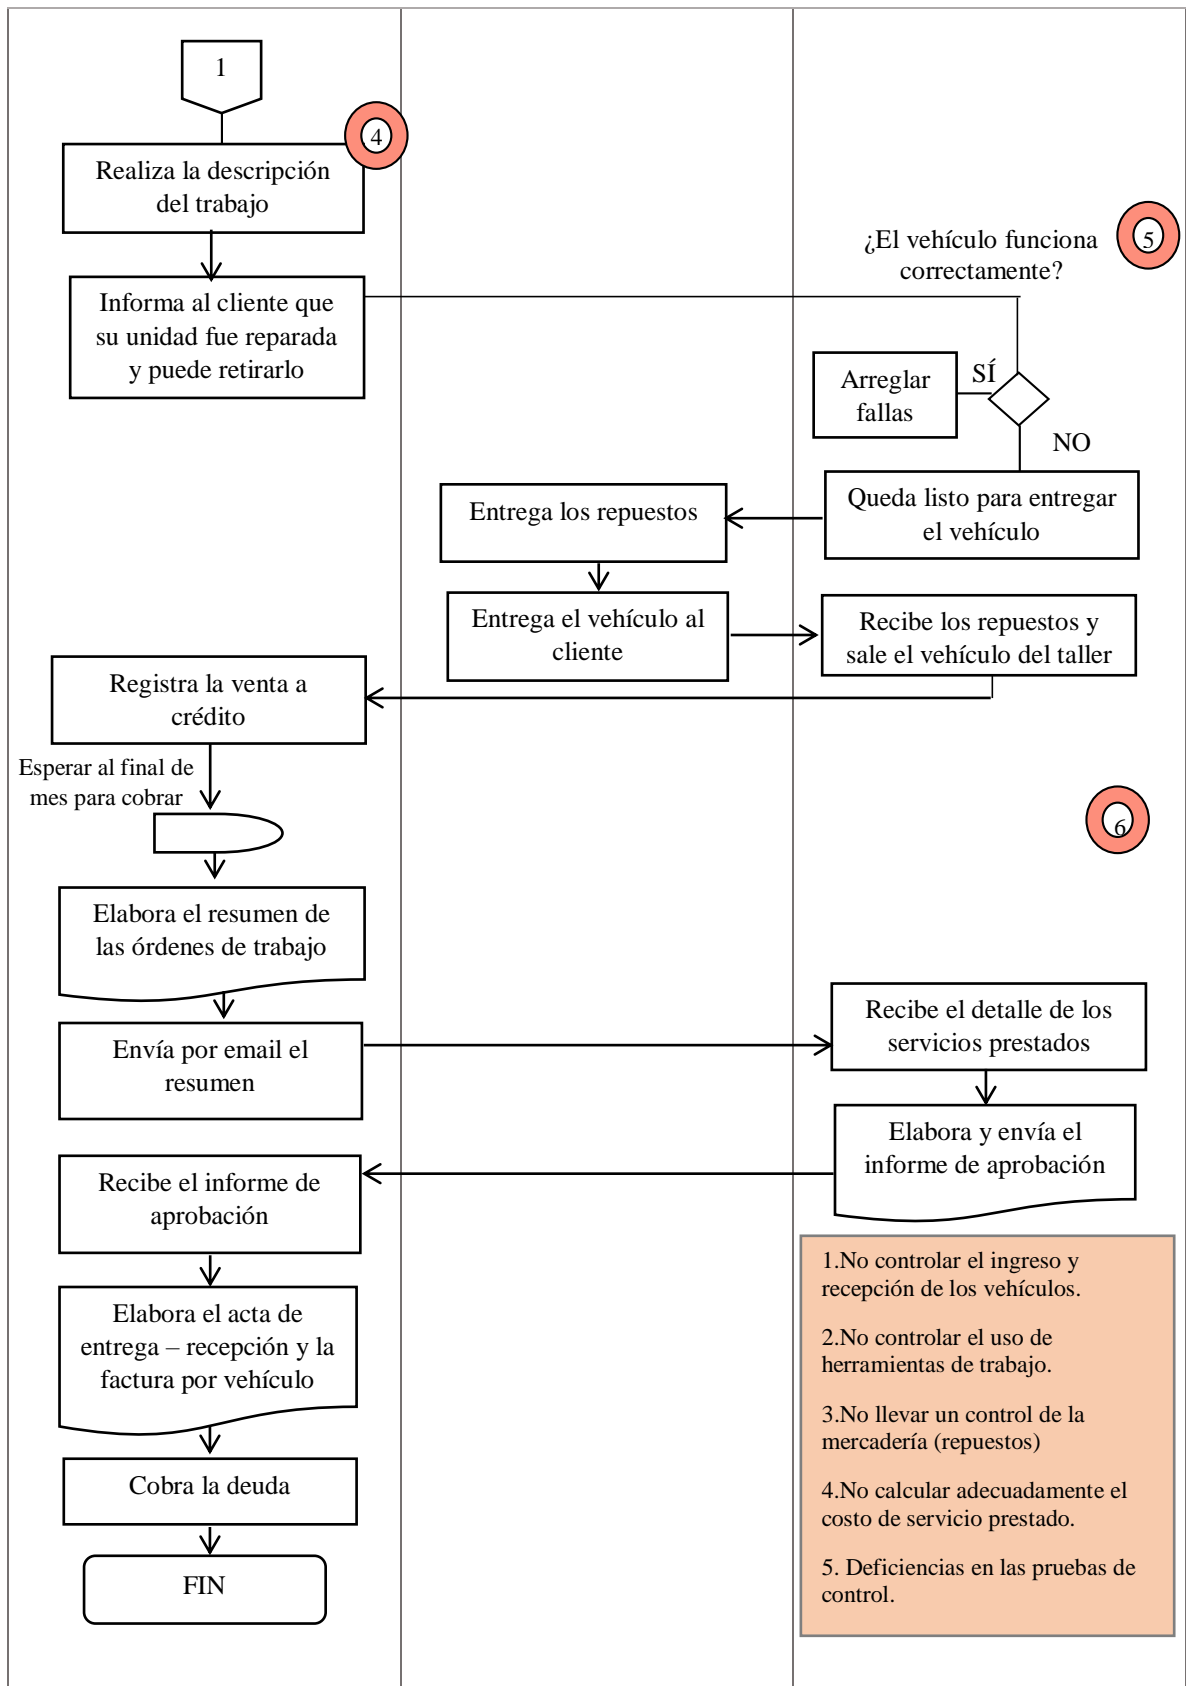 1
4
Realiza la descripción
del trabajo
5
¿El vehículo funciona
correctamente?
Informa al cliente que
su unidad fue reparada
y puede retirarlo
Arreglar
fallas
SÍ
NO
Queda listo para entregar
el vehículo
Entrega los repuestos
Entrega el vehículo al
cliente
Recibe los repuestos y
sale el vehículo del taller
Registra la venta a
crédito
Esperar al final de
mes para cobrar
6
Elabora el resumen de
las órdenes de trabajo
Envía por email el
resumen
Recibe el detalle de los
servicios prestados
Elabora y envía el
informe de aprobación
Recibe el informe de
aprobación
Elabora el acta de
entrega – recepción y la
factura por vehículo
Cobra la deuda
FIN
1.No controlar el ingreso y
recepción de los vehículos.
2.No controlar el uso de
herramientas de trabajo.
3.No llevar un control de la
mercadería (repuestos)
4.No calcular adecuadamente el
costo de servicio prestado.
5. Deficiencias en las pruebas de
control.